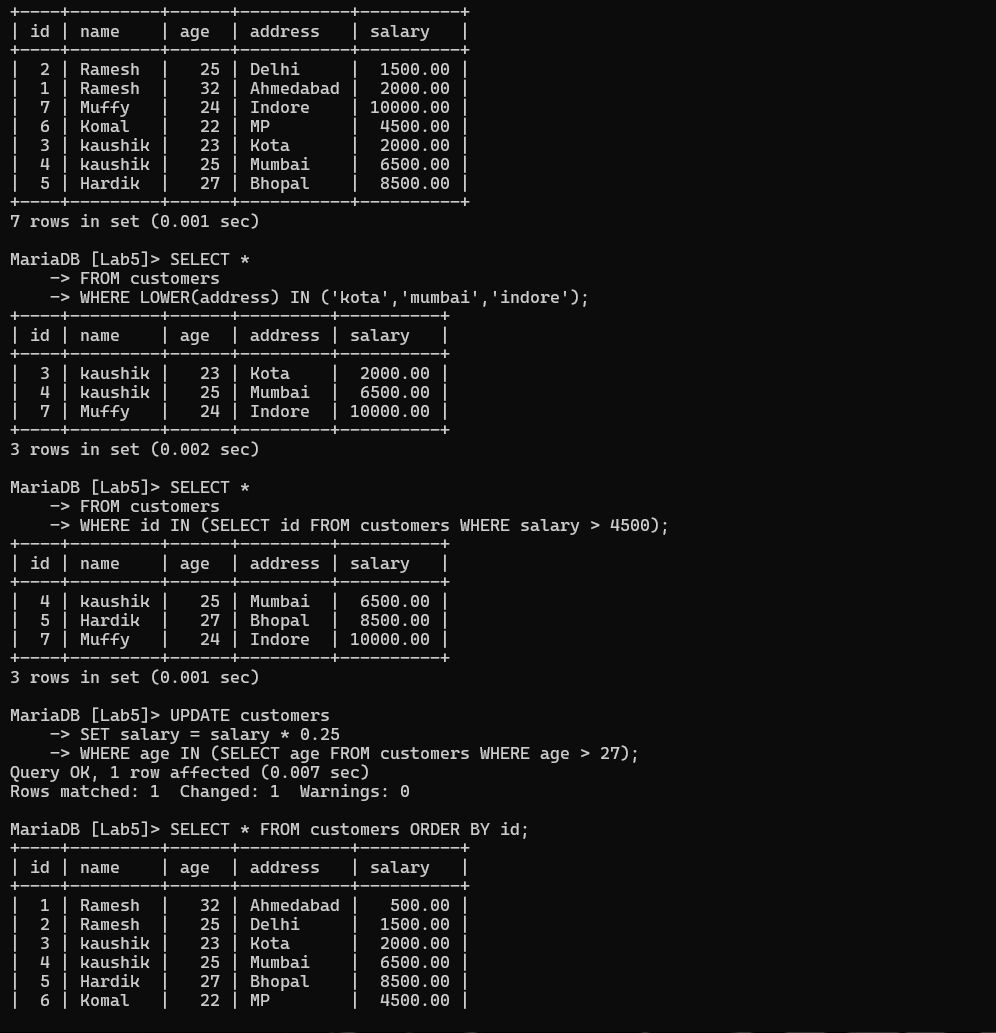 +----+---------+------+-----------+----------+
| id | name    | age  | address   | salary   |
+----+---------+------+-----------+----------+
|  2 | Ramesh  |   25 | Delhi     |  1500.00 |
|  1 | Ramesh  |   32 | Ahmedabad |  2000.00 |
|  7 | Muffy   |   24 | Indore    | 10000.00 |
|  6 | Komal   |   22 | MP        |  4500.00 |
|  3 | kaushik |   23 | Kota      |  2000.00 |
|  4 | kaushik |   25 | Mumbai    |  6500.00 |
|  5 | Hardik  |   27 | Bhopal    |  8500.00 |
+----+---------+------+-----------+----------+
7 rows in set (0.001 sec)

MariaDB [Lab5]> SELECT *
    -> FROM customers
    -> WHERE LOWER(address) IN ('kota','mumbai','indore');
+----+---------+------+---------+----------+
| id | name    | age  | address | salary   |
+----+---------+------+---------+----------+
|  3 | kaushik |   23 | Kota    |  2000.00 |
|  4 | kaushik |   25 | Mumbai  |  6500.00 |
|  7 | Muffy   |   24 | Indore  | 10000.00 |
+----+---------+------+---------+----------+
3 rows in set (0.002 sec)

MariaDB [Lab5]> SELECT *
    -> FROM customers
    -> WHERE id IN (SELECT id FROM customers WHERE salary > 4500);
+----+---------+------+---------+----------+
| id | name    | age  | address | salary   |
+----+---------+------+---------+----------+
|  4 | kaushik |   25 | Mumbai  |  6500.00 |
|  5 | Hardik  |   27 | Bhopal  |  8500.00 |
|  7 | Muffy   |   24 | Indore  | 10000.00 |
+----+---------+------+---------+----------+
3 rows in set (0.001 sec)

MariaDB [Lab5]> UPDATE customers
    -> SET salary = salary * 0.25
    -> WHERE age IN (SELECT age FROM customers WHERE age > 27);
Query OK, 1 row affected (0.007 sec)
Rows matched: 1  Changed: 1  Warnings: 0

MariaDB [Lab5]> SELECT * FROM customers ORDER BY id;
+----+---------+------+-----------+----------+
| id | name    | age  | address   | salary   |
+----+---------+------+-----------+----------+
|  1 | Ramesh  |   32 | Ahmedabad |   500.00 |
|  2 | Ramesh  |   25 | Delhi     |  1500.00 |
|  3 | kaushik |   23 | Kota      |  2000.00 |
|  4 | kaushik |   25 | Mumbai    |  6500.00 |
|  5 | Hardik  |   27 | Bhopal    |  8500.00 |
|  6 | Komal   |   22 | MP        |  4500.00 |